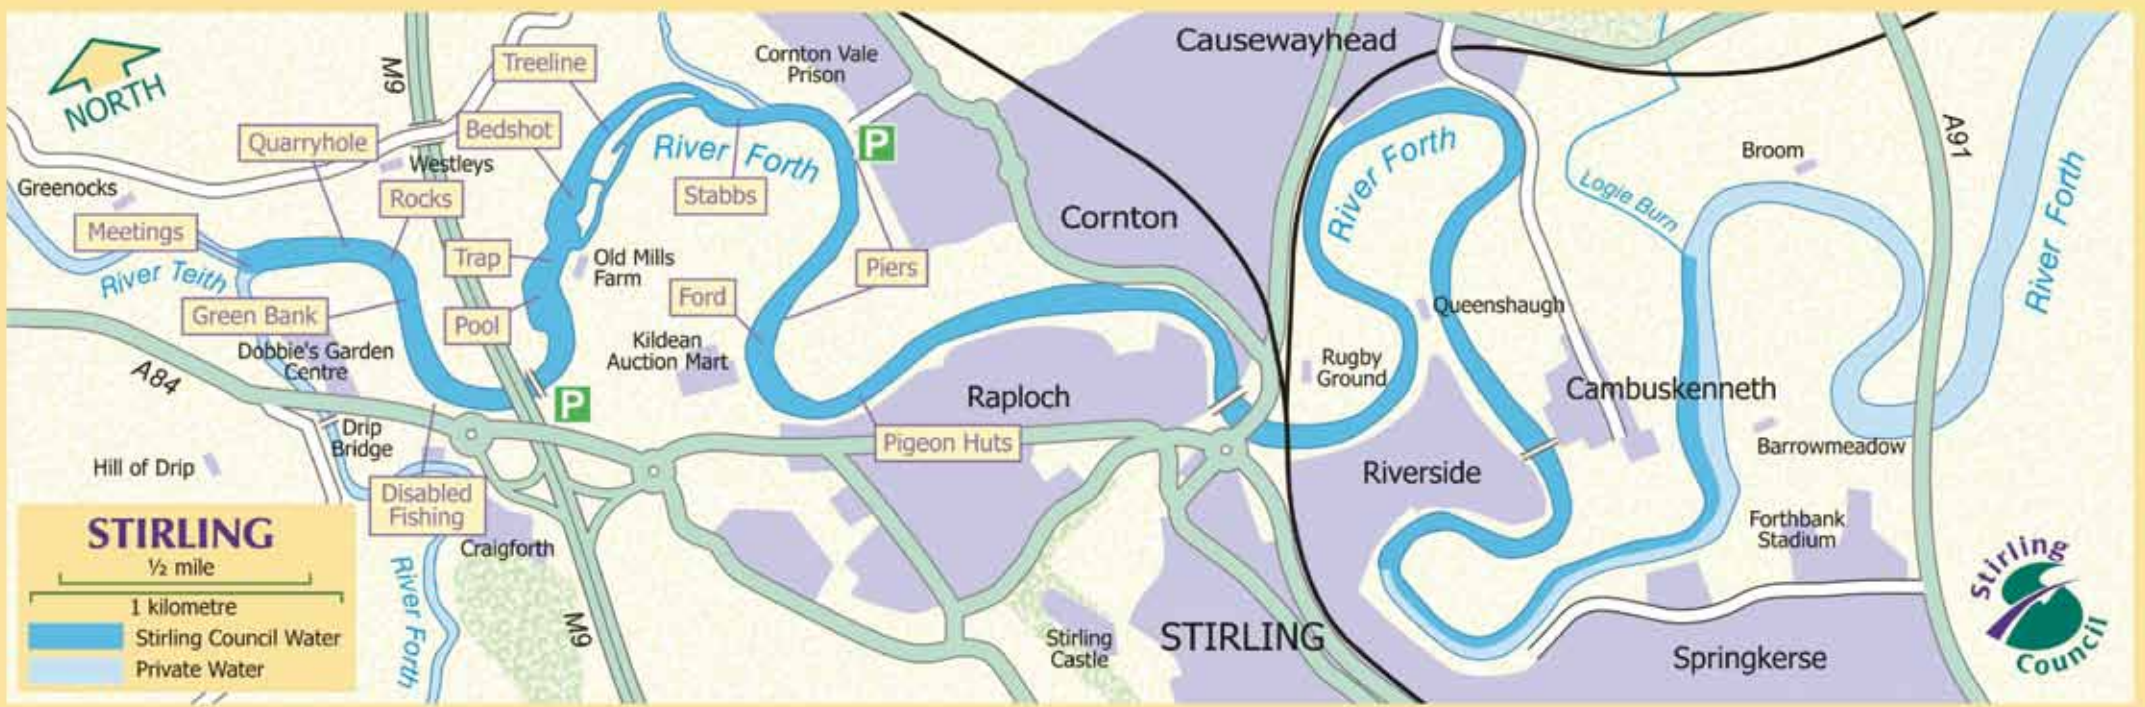 NORTH
M9
Treeline
Cornton Vale
Prison
Causewayhead
Quarryhole
Bedshot
Westleys
River Forth
Stabbs
P
Greenocks
Rocks
Meetings
River Teith
Trap
Old Mills
Farm
Cornton
Piers
Ford
Green Bank
Pool
Dobbie's Garden
Centre
Kildean
Auction Mart
A84
Raploch
Pigeon Huts
P
Drip
Bridge
Hill of Drip
Disabled
Fishing
Craigforth
River Forth
M9
Stirling
Castle
STIRLING
River Forth
Queenshaugh
Rugby
Ground
Riverside
Cambuskenneth
Logie Burn
Broom
A91
River Forth
Barrowmeadow
Forthbank
Stadium
Springkerse
STIRLING
½ mile
1 kilometre
Stirling Council Water
Private Water
Stirling
Council